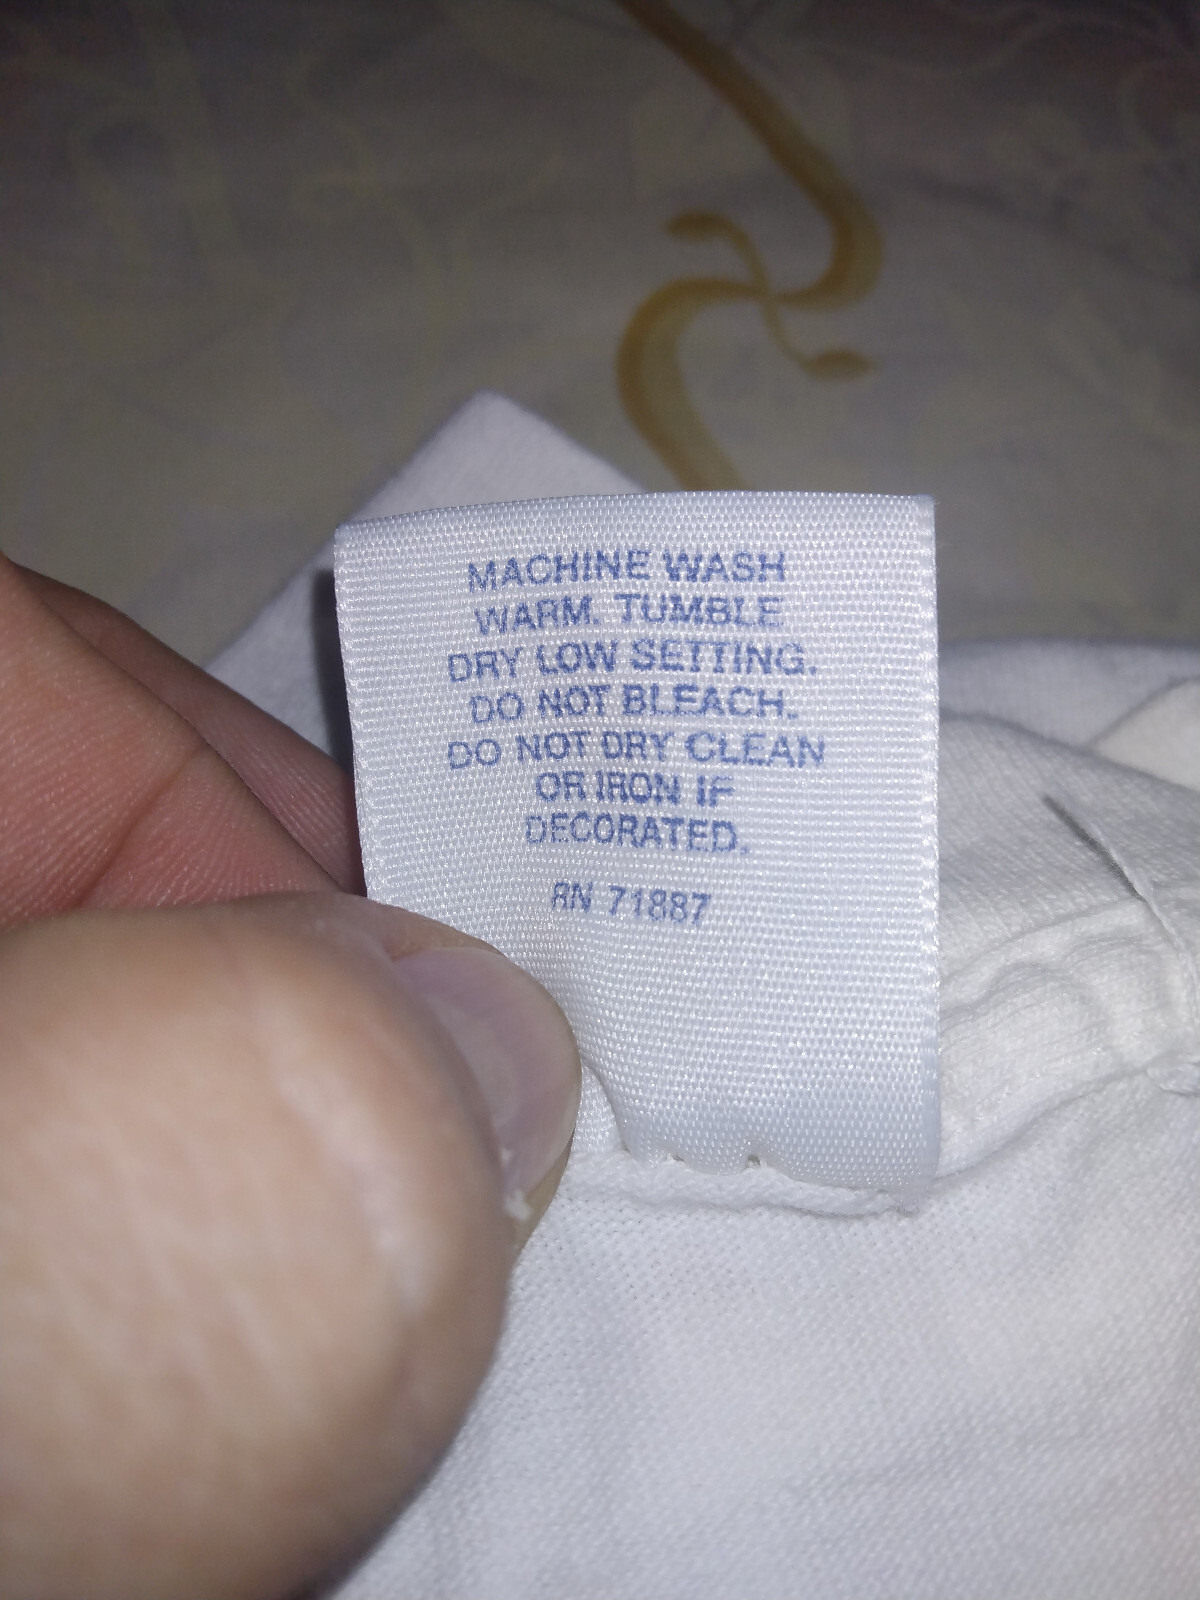 MACHINE WASH
WARM. TUMBLE
DRY LOW SETTING.
DO NOT BLEACH.
DO NOT DRY CLEAN
OR IRON IF
DECORATED.
RN 71887